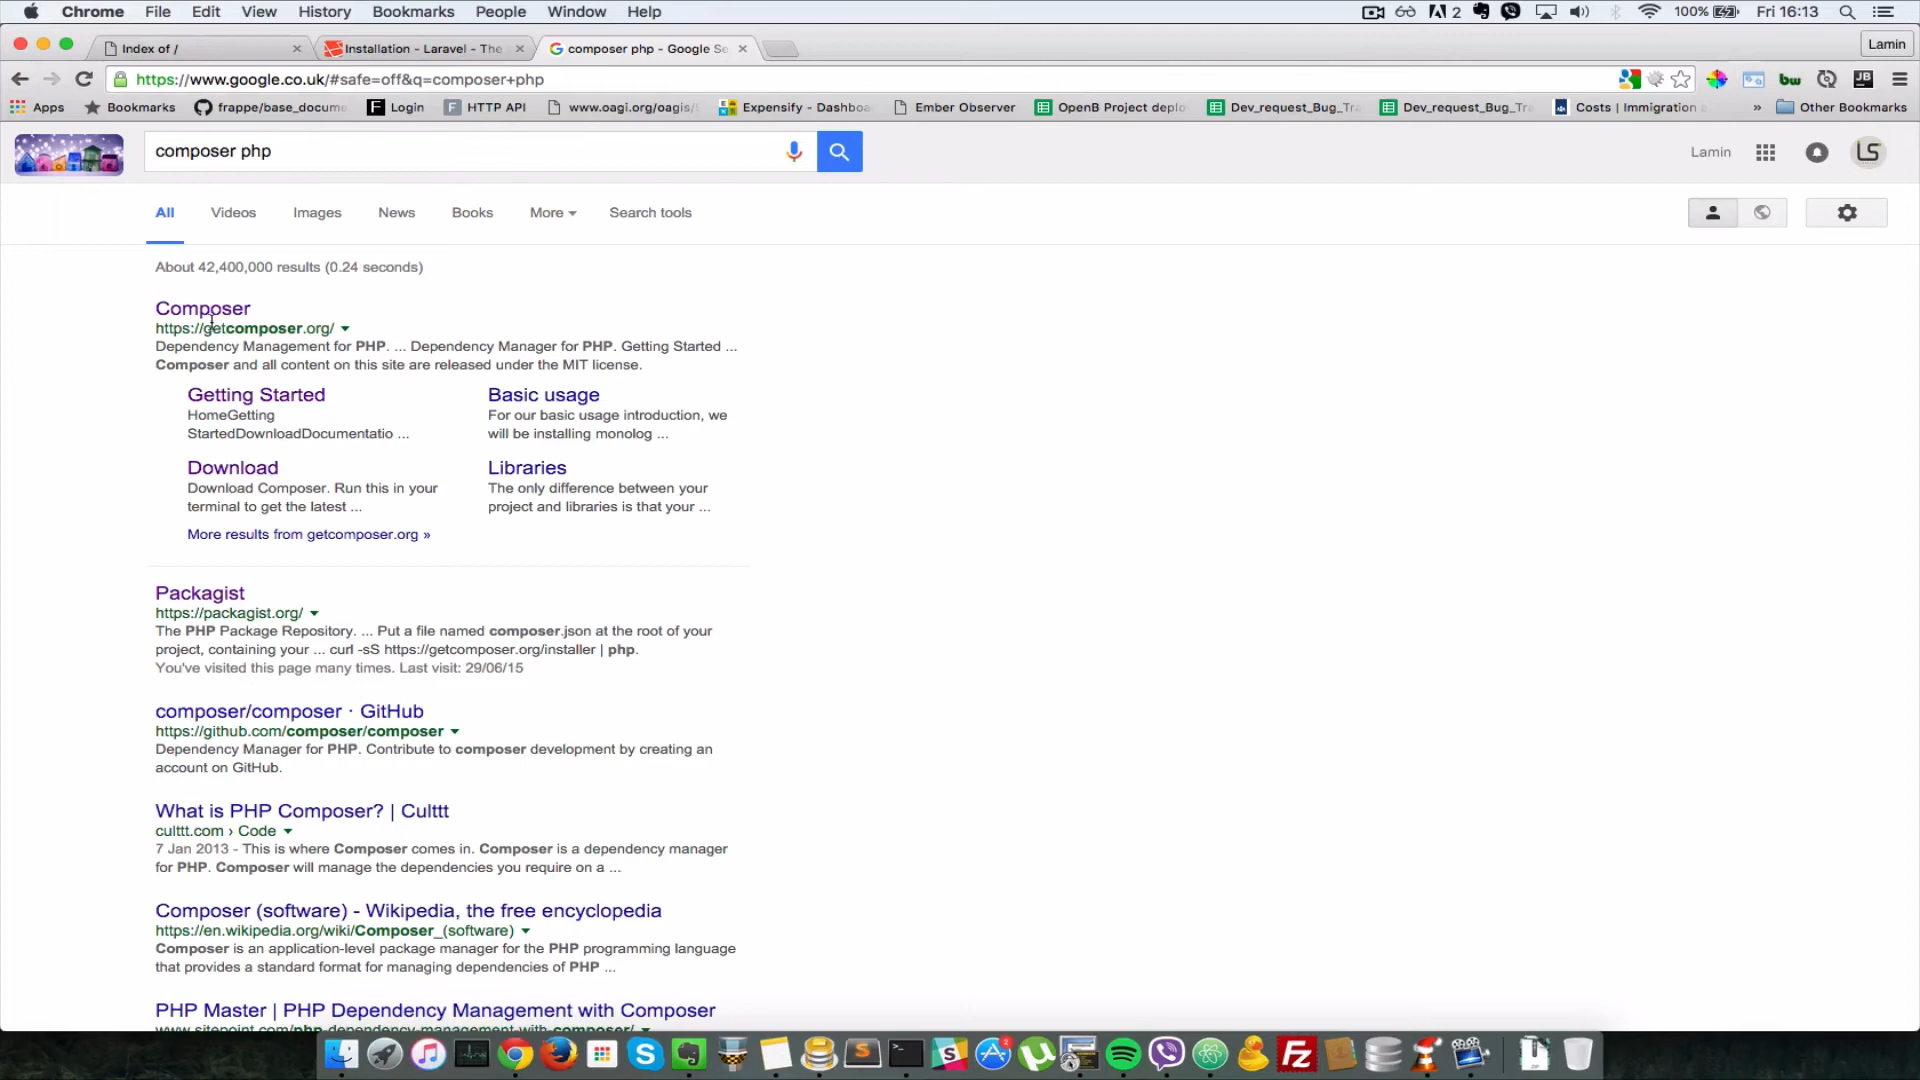 Chrome File Edit View History Bookmarks People Window Help 2 100% Fri 16:13
Index of / Installation - Laravel - The composer php - Google Se Lamin
https://www.google.co.uk/#safe=off&q=composer+php bw JB
Apps Bookmarks frappe/base_docume Login HTTP API www.oagi.org/oagis/ Expensify - Dashboa Ember Observer OpenB Project deplo Dev_request_Bug_Tra Dev_request_Bug_Tra Costs | Immigration a » Other Bookmarks
composer php
Lamin LS
All Videos Images News Books More Search tools
About 42,400,000 results (0.24 seconds)
Composer
https://getcomposer.org/
Dependency Management for PHP. ... Dependency Manager for PHP. Getting Started ...
Composer and all content on this site are released under the MIT license.
Getting Started
HomeGetting
StartedDownloadDocumentatio ...
Basic usage
For our basic usage introduction, we
will be installing monolog ...
Download
Download Composer. Run this in your
terminal to get the latest ...
Libraries
The only difference between your
project and libraries is that your ...
More results from getcomposer.org »
Packagist
https://packagist.org/
The PHP Package Repository. ... Put a file named composer.json at the root of your
project, containing your ... curl -sS https://getcomposer.org/installer | php.
You've visited this page many times. Last visit: 29/06/15
composer/composer · GitHub
https://github.com/composer/composer
Dependency Manager for PHP. Contribute to composer development by creating an
account on GitHub.
What is PHP Composer? | Culttt
culttt.com › Code
7 Jan 2013 - This is where Composer comes in. Composer is a dependency manager
for PHP. Composer will manage the dependencies you require on a ...
Composer (software) - Wikipedia, the free encyclopedia
https://en.wikipedia.org/wiki/Composer_(software)
Composer is an application-level package manager for the PHP programming language
that provides a standard format for managing dependencies of PHP ...
PHP Master | PHP Dependency Management with Composer
www.sitepoint.com/php-dependency-management-with-composer/